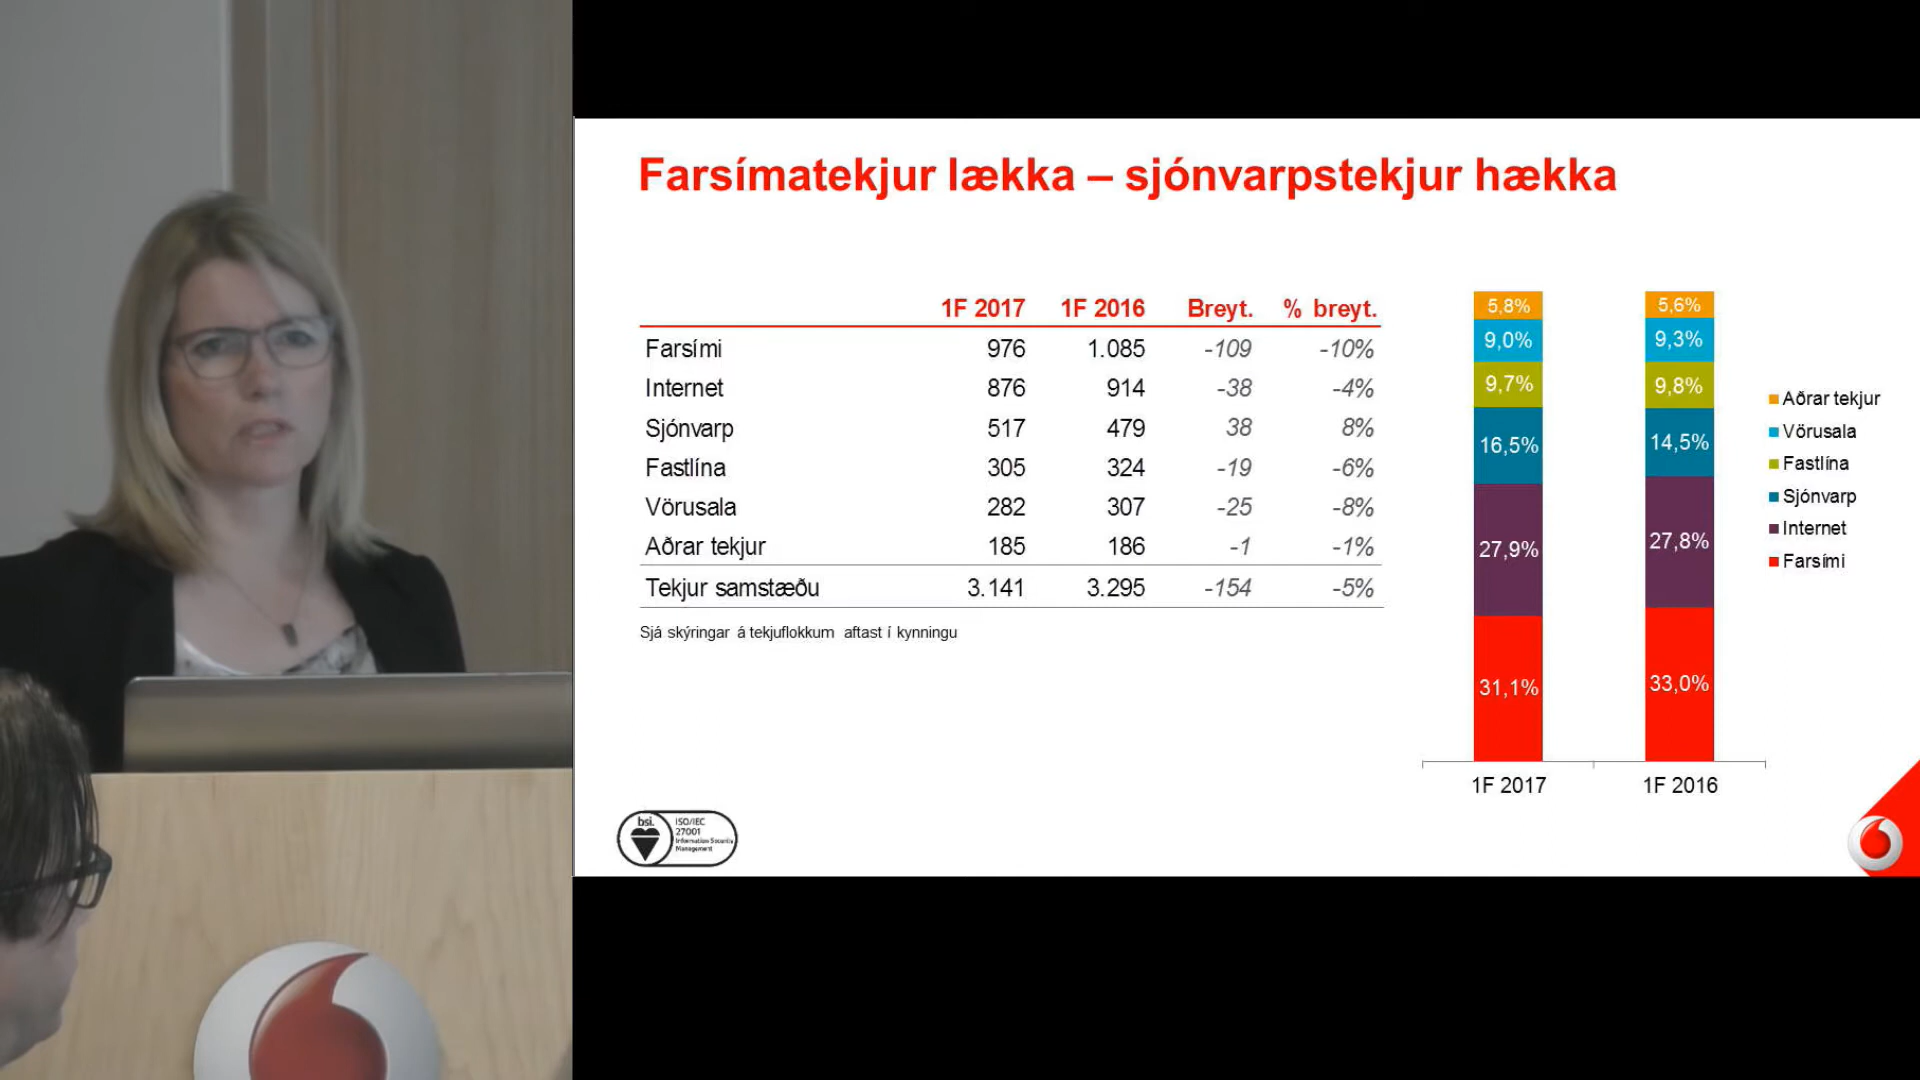 Farsímatekjur lækka – sjónvarpstekjur hækka
1F 2017 1F 2016 Breyt. % breyt.
Farsími 976 1.085 -109 -10%
Internet 876 914 -38 -4%
Sjónvarp 517 479 38 8%
Fastlína 305 324 -19 -6%
Vörusala 282 307 -25 -8%
Aðrar tekjur 185 186 -1 -1%
Tekjur samstæðu 3.141 3.295 -154 -5%
Sjá skýringar á tekjuflokkum aftast í kynningu
5,8% 5,6%
9,0% 9,3%
9,7% 9,8%
16,5% 14,5%
27,9% 27,8%
31,1% 33,0%
1F 2017 1F 2016
Aðrar tekjur
Vörusala
Fastlína
Sjónvarp
Internet
Farsími
bsi.
ISO/IEC
27001
Information Security
Management